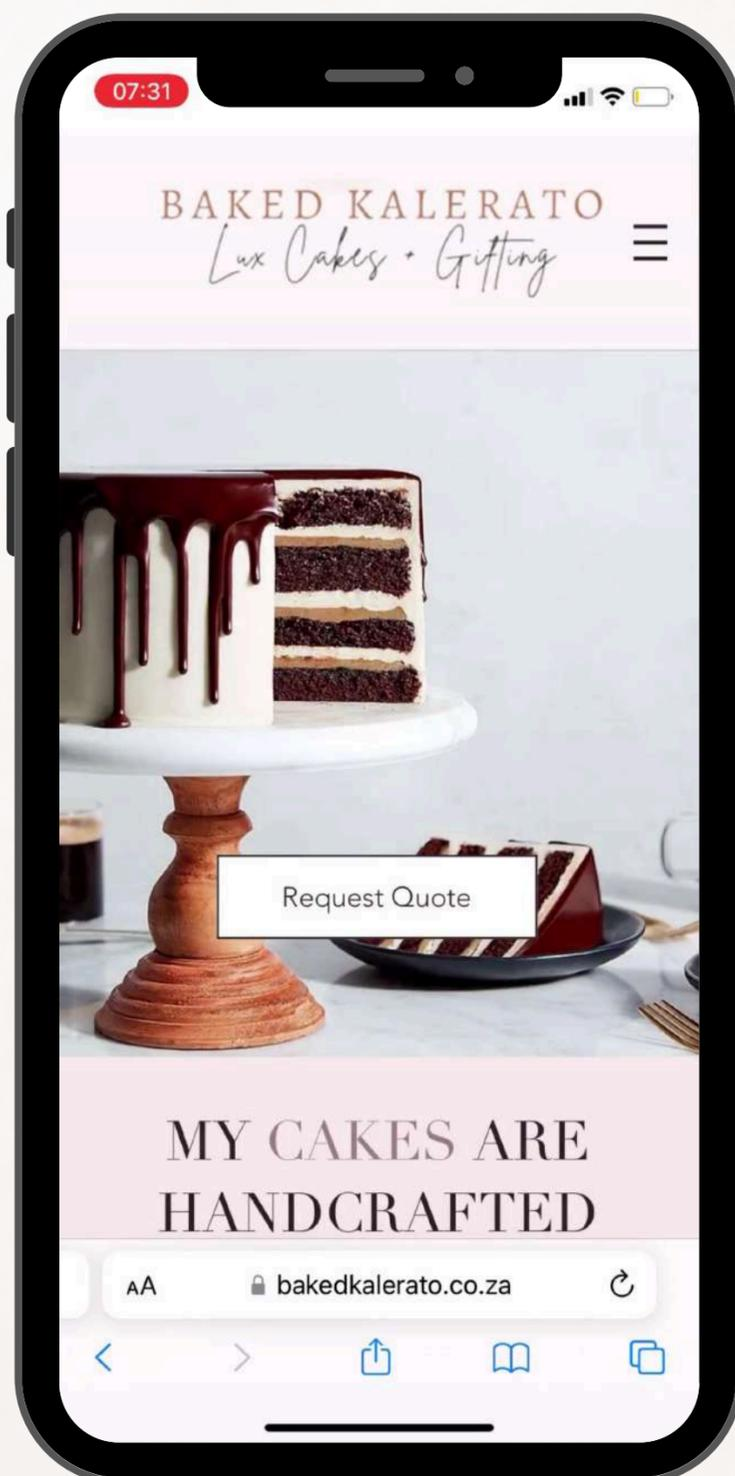 07:31
BAKED KALERATO
Lux Cakes + Gifting
Request Quote
MY CAKES ARE
HANDCRAFTED
AA
bakedkalerato.co.za